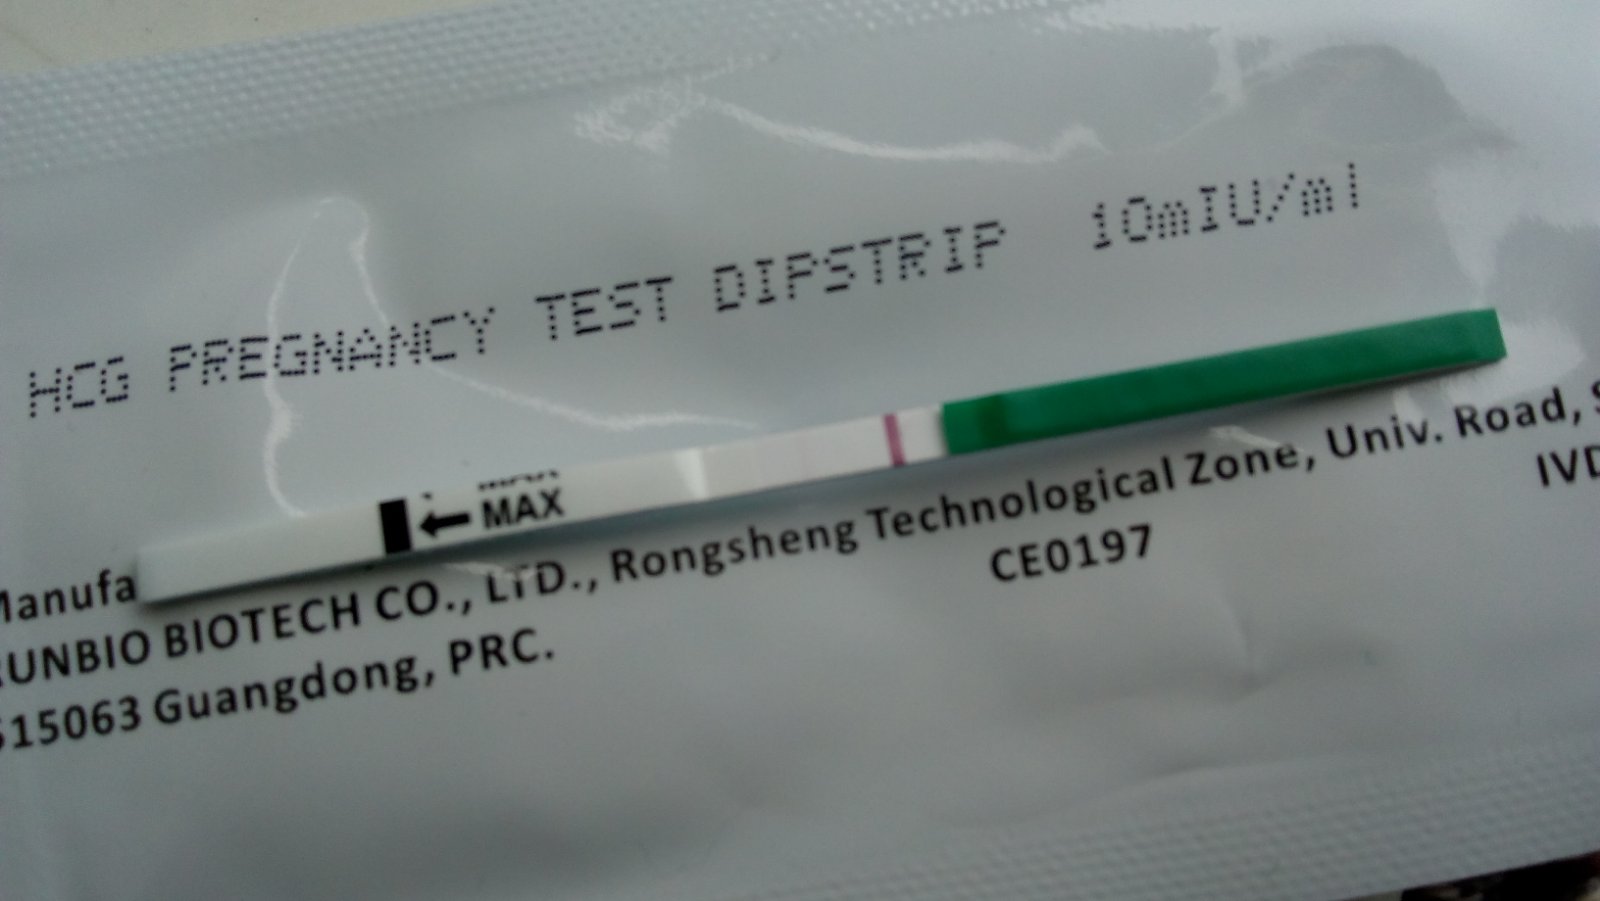 HCG PREGNANCY TEST DIPSTRIP 10mIU/ml
MAX
Rongsheng Technological Zone, Univ. Road,
BIOTECH CO., LTD.,
CE0197
IVD
515063 Guangdong, PRC.